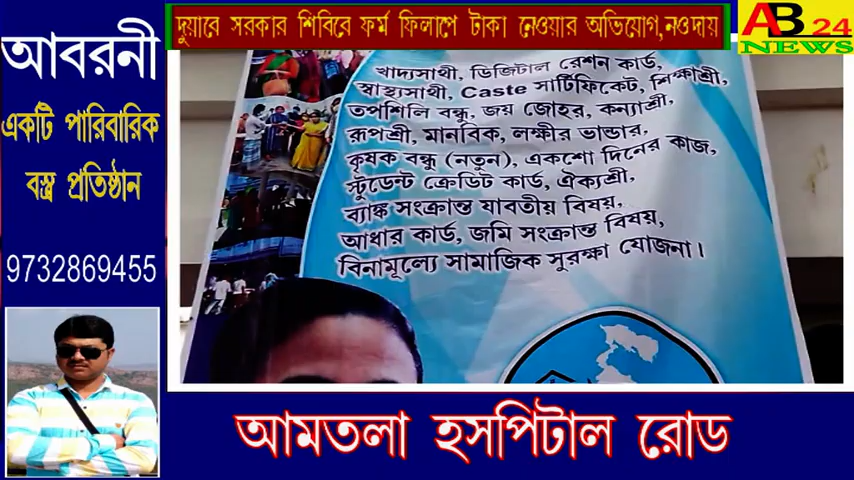 দুয়ারে সরকার শিবিরে ফর্ম ফিলাপে টাকা নেওয়ার অভিযোগ,নওদায়
AB 24
NEWS
আবরনী
একটি পারিবারিক
বস্ত্র প্রতিষ্ঠান
9732869455
খাদ্যসাথী, ডিজিটাল রেশন কার্ড,
স্বাস্থ্যসাথী, Caste সার্টিফিকেট, শিক্ষাশ্রী,
তপশিলি বন্ধু, জয় জোহর, কন্যাশ্রী,
রূপশ্রী, মানবিক, লক্ষীর ভান্ডার,
কৃষক বন্ধু (নতুন), একশো দিনের কাজ,
স্টুডেন্ট ক্রেডিট কার্ড, ঐক্যশ্রী,
ব্যাঙ্ক সংক্রান্ত যাবতীয় বিষয়,
আধার কার্ড, জমি সংক্রান্ত বিষয়,
বিনামূল্যে সামাজিক সুরক্ষা যোজনা।
আমতলা হসপিটাল রোড